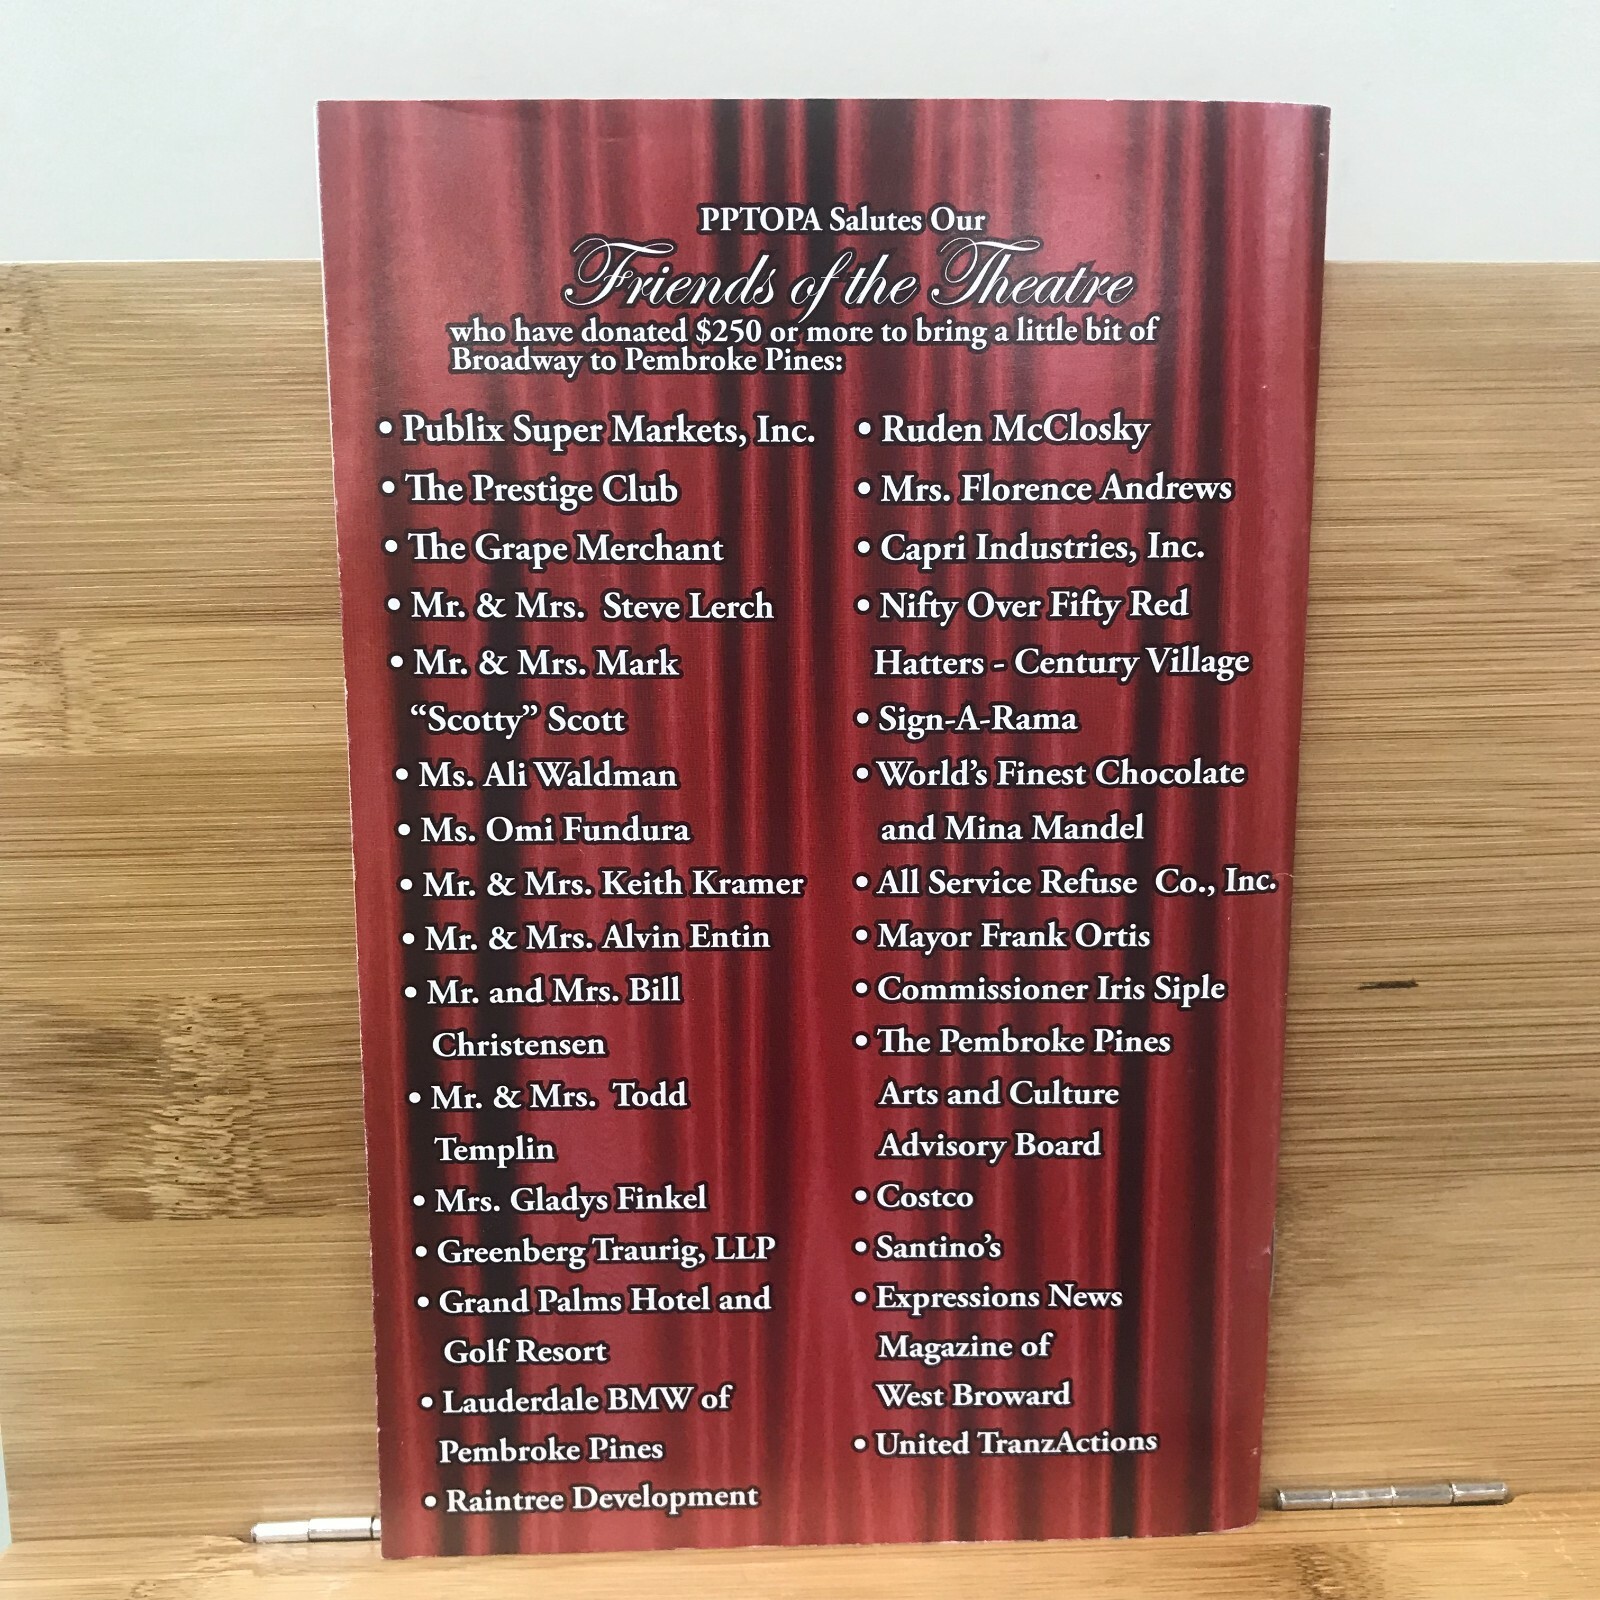 PPTOPA Salutes Our
Friends of the Theatre
who have donated $250 or more to bring a little bit of
Broadway to Pembroke Pines:
• Publix Super Markets, Inc.
• The Prestige Club
• The Grape Merchant
• Mr. & Mrs. Steve Lerch
• Mr. & Mrs. Mark
“Scotty” Scott
• Ms. Ali Waldman
• Ms. Omi Fundura
• Mr. & Mrs. Keith Kramer
• Mr. & Mrs. Alvin Entin
• Mr. and Mrs. Bill
Christensen
• Mr. & Mrs. Todd
Templin
• Mrs. Gladys Finkel
• Greenberg Traurig, LLP
• Grand Palms Hotel and
Golf Resort
• Lauderdale BMW of
Pembroke Pines
• Raintree Development
• Ruden McClosky
• Mrs. Florence Andrews
• Capri Industries, Inc.
• Nifty Over Fifty Red
Hatters - Century Village
• Sign-A-Rama
• World’s Finest Chocolate
and Mina Mandel
• All Service Refuse Co., Inc.
• Mayor Frank Ortis
• Commissioner Iris Siple
• The Pembroke Pines
Arts and Culture
Advisory Board
• Costco
• Santino’s
• Expressions News
Magazine of
West Broward
• United TranzActions